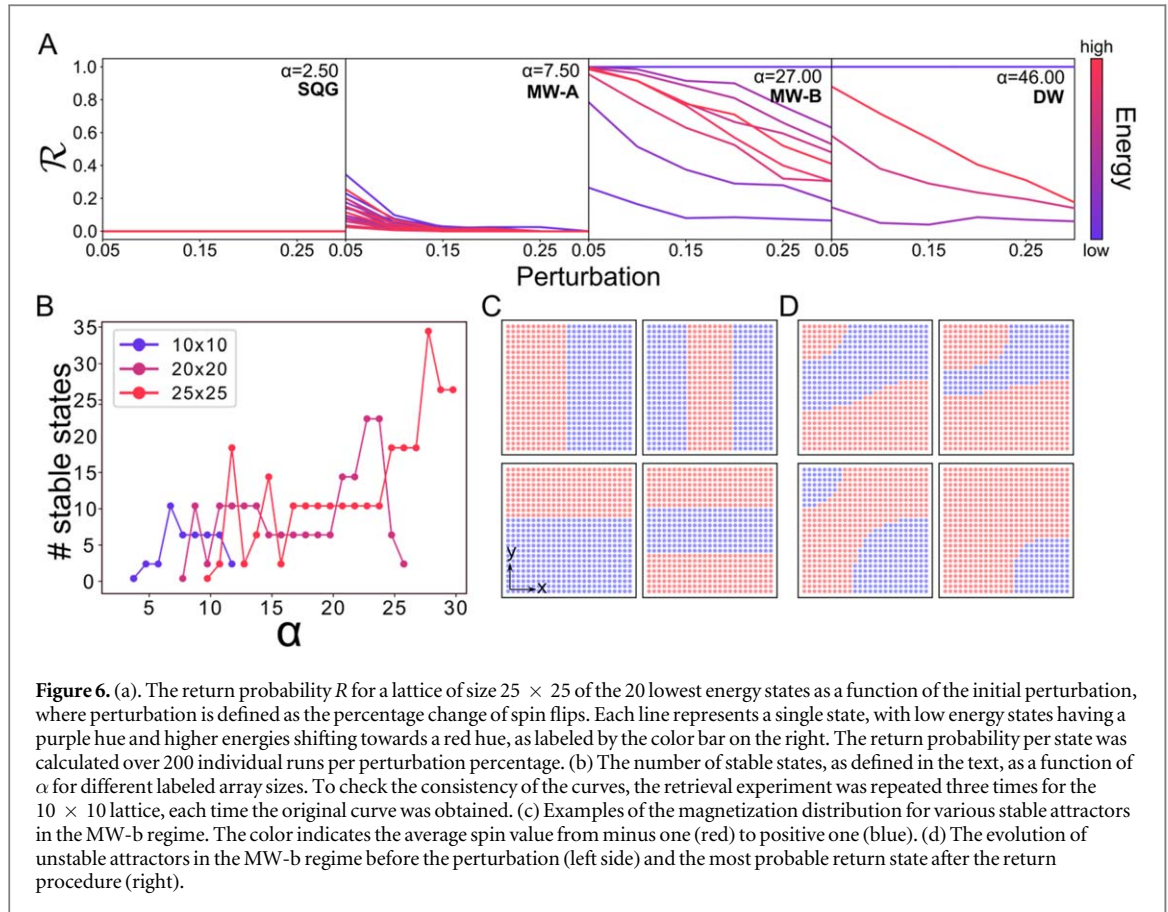 A
high
1.0
0.8
0.6
0.4
0.2
0.0
R
α=2.50
SQG
α=7.50
MW-A
α=27.00
MW-B
α=46.00
DW
Energy
low
0.05 0.15 0.25 0.05 0.15 0.25 0.05 0.15 0.25 0.05 0.15 0.25
Perturbation
B
35
30
25
20
15
10
5
0
# stable states
10x10
20x20
25x25
5 10 15 20 25 30
α
C
y
x
D
Figure 6. (a). The return probability R for a lattice of size 25 × 25 of the 20 lowest energy states as a function of the initial perturbation,
where perturbation is defined as the percentage change of spin flips. Each line represents a single state, with low energy states having a
purple hue and higher energies shifting towards a red hue, as labeled by the color bar on the right. The return probability per state was
calculated over 200 individual runs per perturbation percentage. (b) The number of stable states, as defined in the text, as a function of
α for different labeled array sizes. To check the consistency of the curves, the retrieval experiment was repeated three times for the
10 × 10 lattice, each time the original curve was obtained. (c) Examples of the magnetization distribution for various stable attractors
in the MW-b regime. The color indicates the average spin value from minus one (red) to positive one (blue). (d) The evolution of
unstable attractors in the MW-b regime before the perturbation (left side) and the most probable return state after the return
procedure (right).